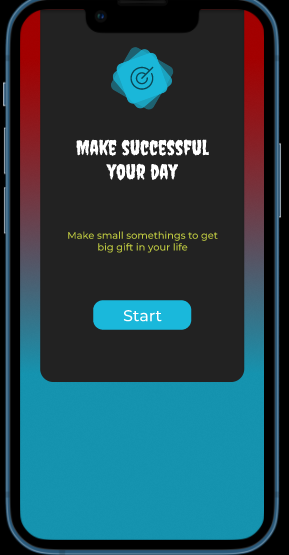 MAKE SUCCESSFUL
YOUR DAY
Make small somethings to get
big gift in your life
Start